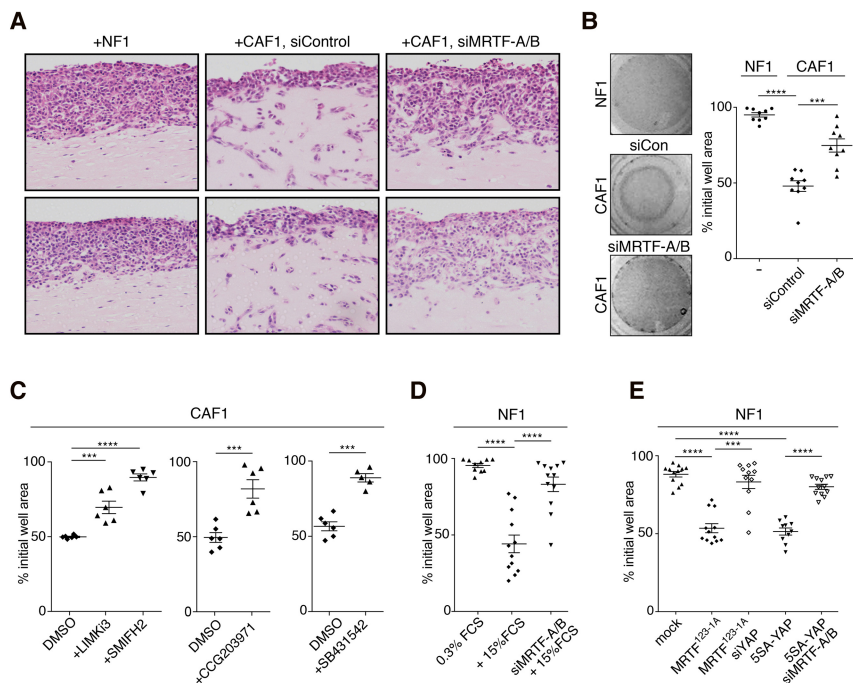 A
+NF1
+CAF1, siControl
+CAF1, siMRTF-A/B
B
NF1
siCon
CAF1
siMRTF-A/B
CAF1
NF1 CAF1
**** ***
100
50
0
% initial well area
–
siControl
siMRTF-A/B
C
CAF1
****
***
100
50
0
% initial well area
DMSO
+LIMKi3
+SMIFH2
***
100
50
0
DMSO
+CCG203971
***
100
50
0
DMSO
+SB431542
D
NF1
**** ****
100
50
0
% initial well area
0.3% FCS
+ 15%FCS
siMRTF-A/B
+ 15%FCS
E
NF1
****
**** *** ****
100
50
0
% initial well area
mock
MRTF123-1A
MRTF123-1A
siYAP
5SA-YAP
5SA-YAP
siMRTF-A/B